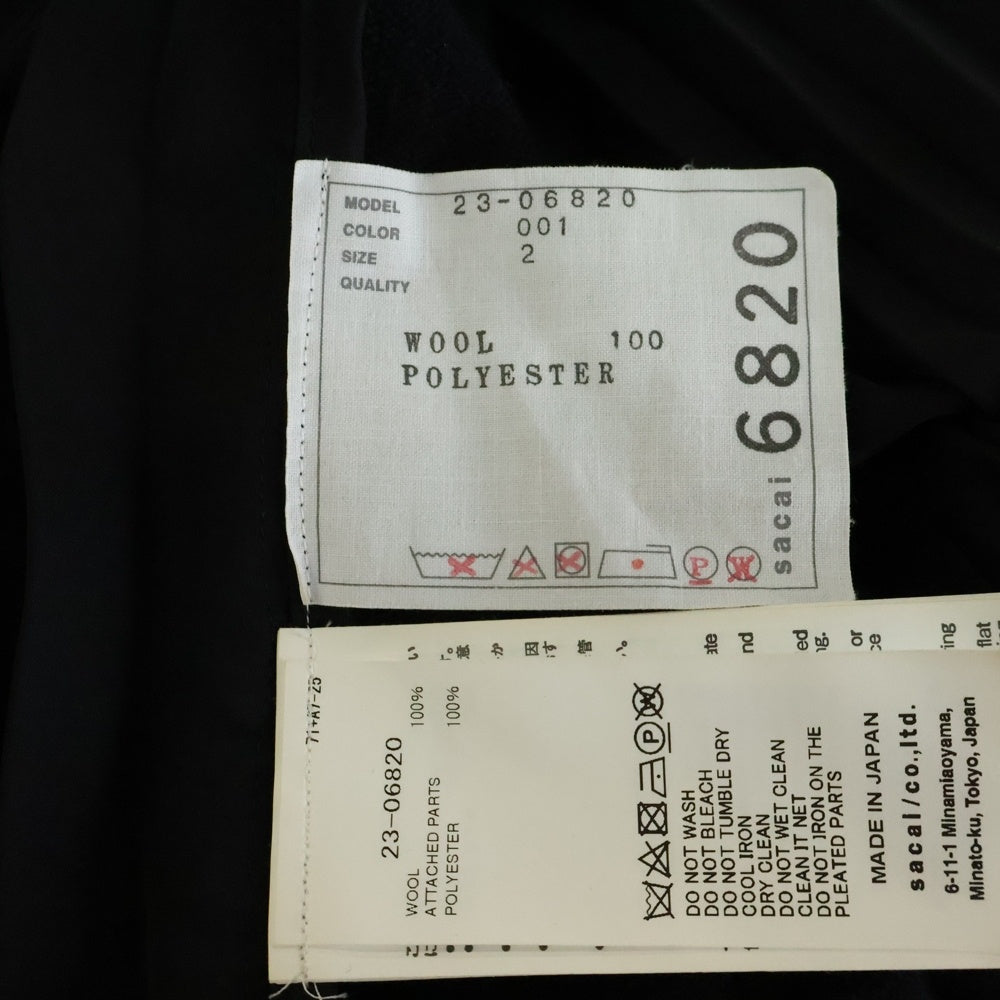 MODEL 23-06820
COLOR 001
SIZE 2
QUALITY
WOOL 100
POLYESTER
sacai 6820
P W
23-06820
WOOL 100%
ATTACHED PARTS
POLYESTER 100%
P W
DO NOT WASH
DO NOT BLEACH
DO NOT TUMBLE DRY
COOL IRON
DRY CLEAN
DO NOT WET CLEAN
CLEAN IT NET
DO NOT IRON ON THE
PLEATED PARTS
MADE IN JAPAN
sacai/co.,ltd.
6-11-1 Minamiaoyama,
Minato-ku, Tokyo, Japan